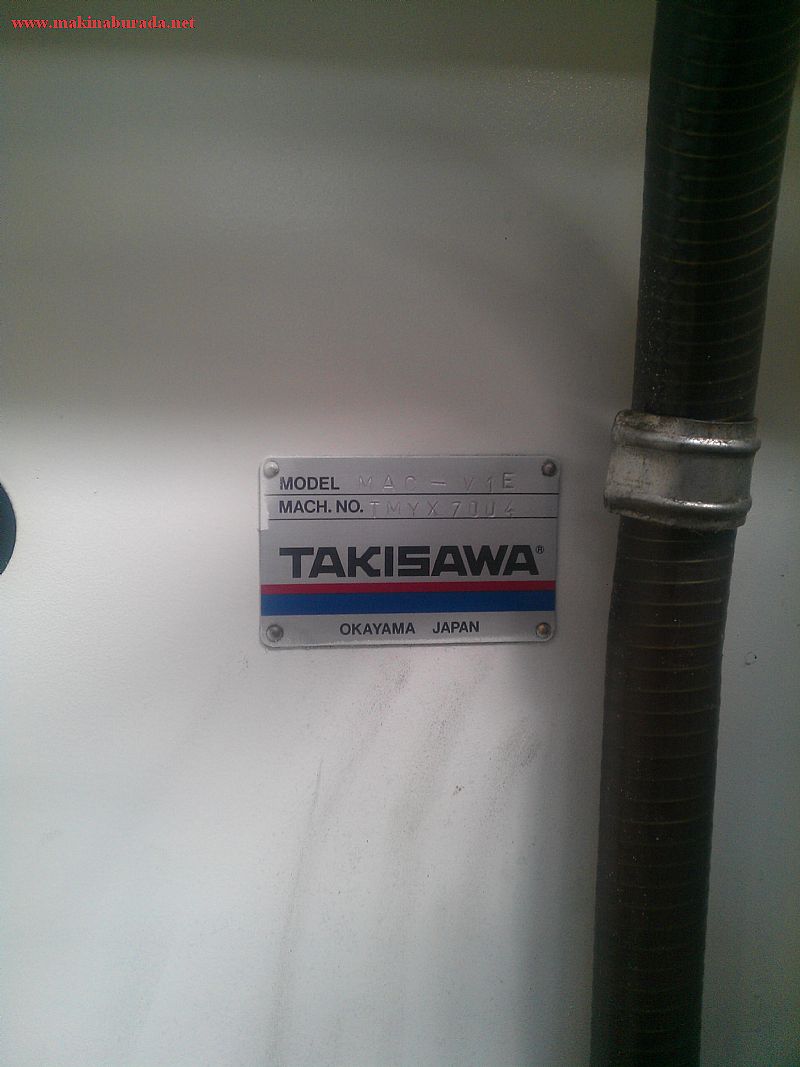 www.makinaburada.net
MODEL MAC-V1E
MACH. NO. TMYX7004
TAKISAWA®
OKAYAMA JAPAN